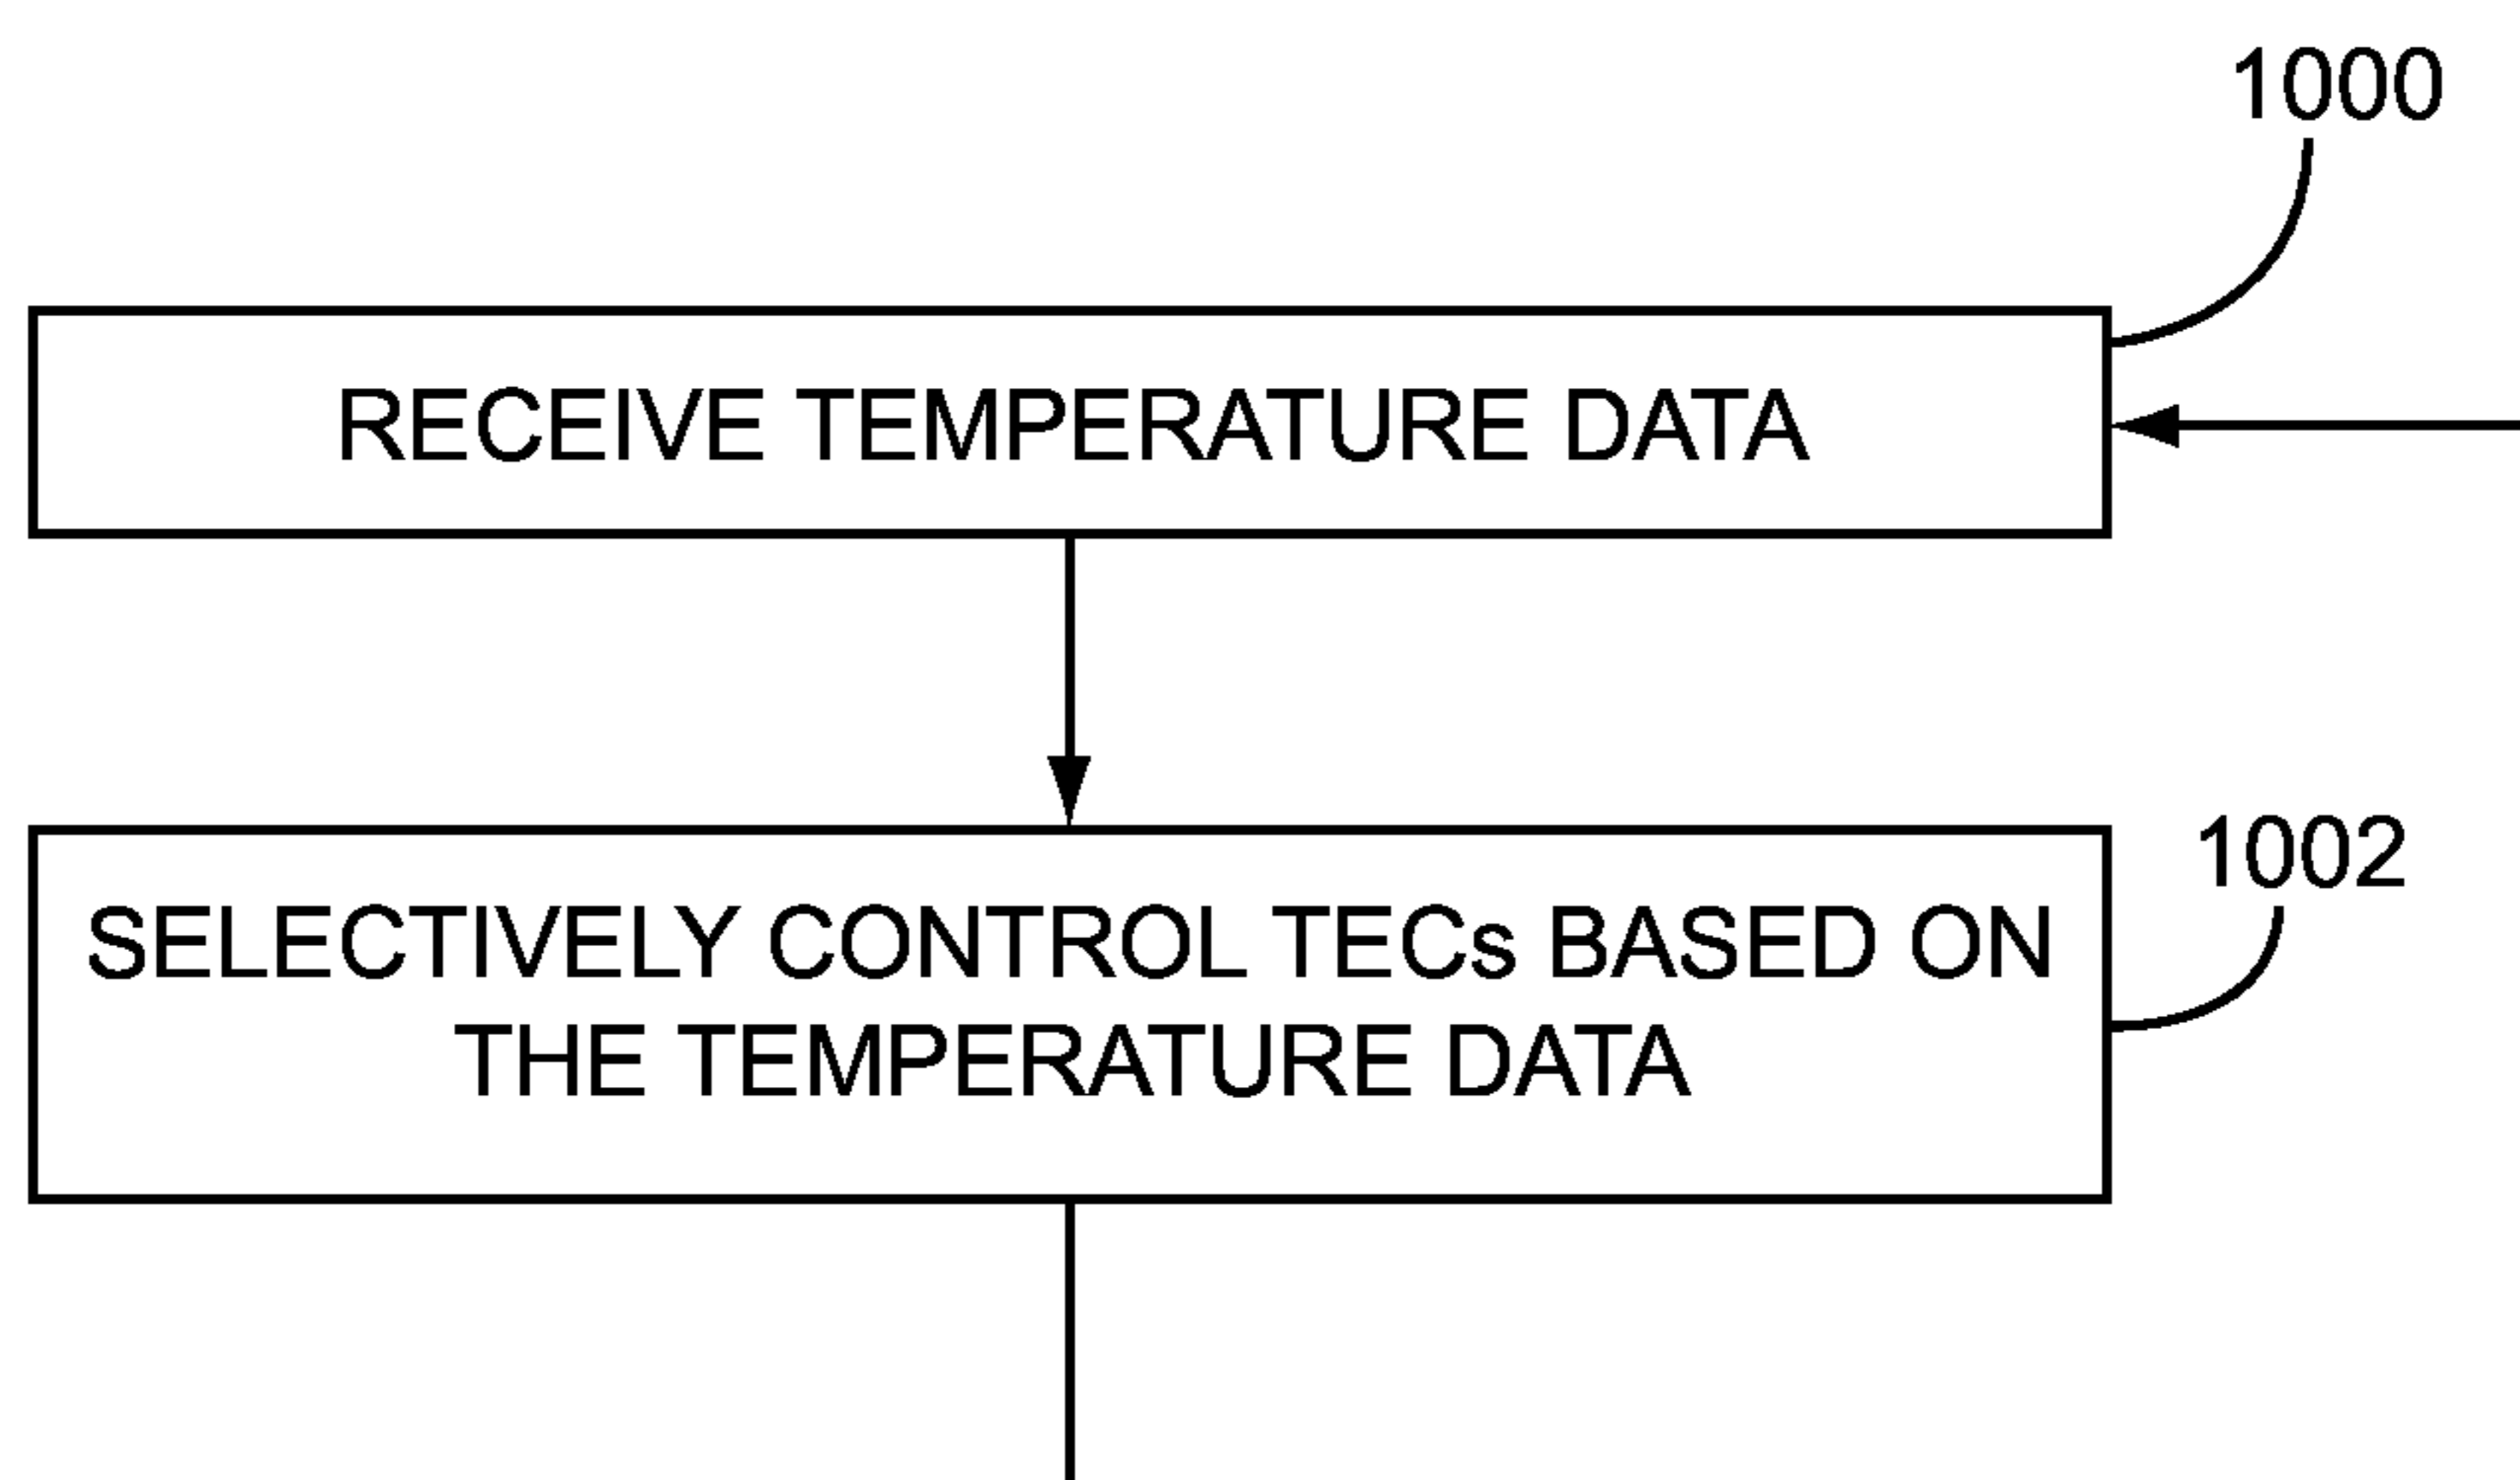 1000
RECEIVE TEMPERATURE DATA
1002
SELECTIVELY CONTROL TECs BASED ON
THE TEMPERATURE DATA